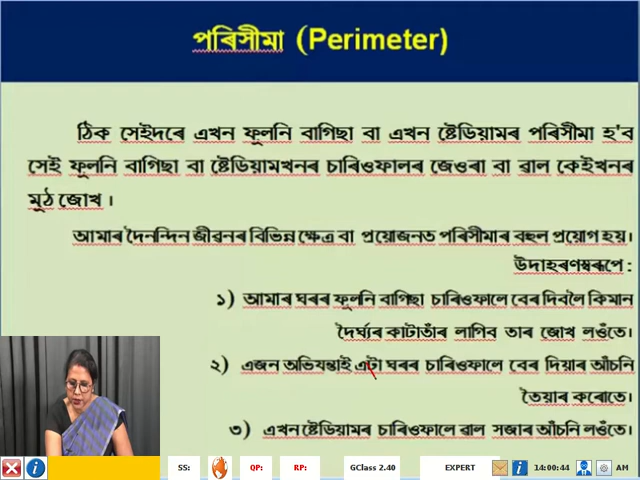 পৰিসীমা (Perimeter)
ঠিক সেইদৰে এখন ফুলনি বাগিছা বা এখন ষ্টেডিয়ামৰ পৰিসীমা হ'ব
সেই ফুলনি বাগিছা বা ষ্টেডিয়ামখনৰ চাৰিওফালৰ জেওৰা বা ৱাল কেইখনৰ
মুঠ জোখ।
আমাৰ দৈনন্দিন জীৱনৰ বিভিন্ন ক্ষেত্ৰ বা প্ৰয়োজনত পৰিসীমাৰ বহুল প্ৰয়োগ হয়।
উদাহৰণস্বৰূপে :
১) আমাৰ ঘৰৰ ফুলনি বাগিছা চাৰিওফালে বেৰ দিবলৈ কিমান
দৈৰ্ঘ্যৰ কাটাতাঁৰ লাগিব তাৰ জোখ লওঁতে।
২) এজন অভিযন্তাই এটা ঘৰৰ চাৰিওফালে বেৰ দিয়াৰ আঁচনি
তৈয়াৰ কৰোতে।
৩) এখন ষ্টেডিয়ামৰ চাৰিওফালে ৱাল সজাৰ আঁচনি লওঁতে।
SS: QP: RP: GClass 2.40 EXPERT 14:00:44 AM